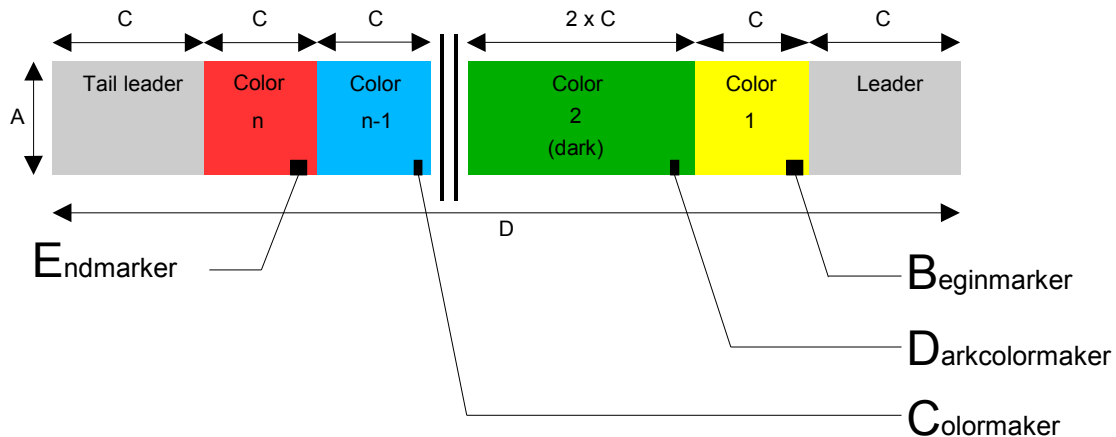 C C C 2 x C C C
Tail leader Color Color Color Color Leader
n n-1 2 1
(dark)
A
D
Endmarker
Beginmarker
Darkcolormaker
Colormaker